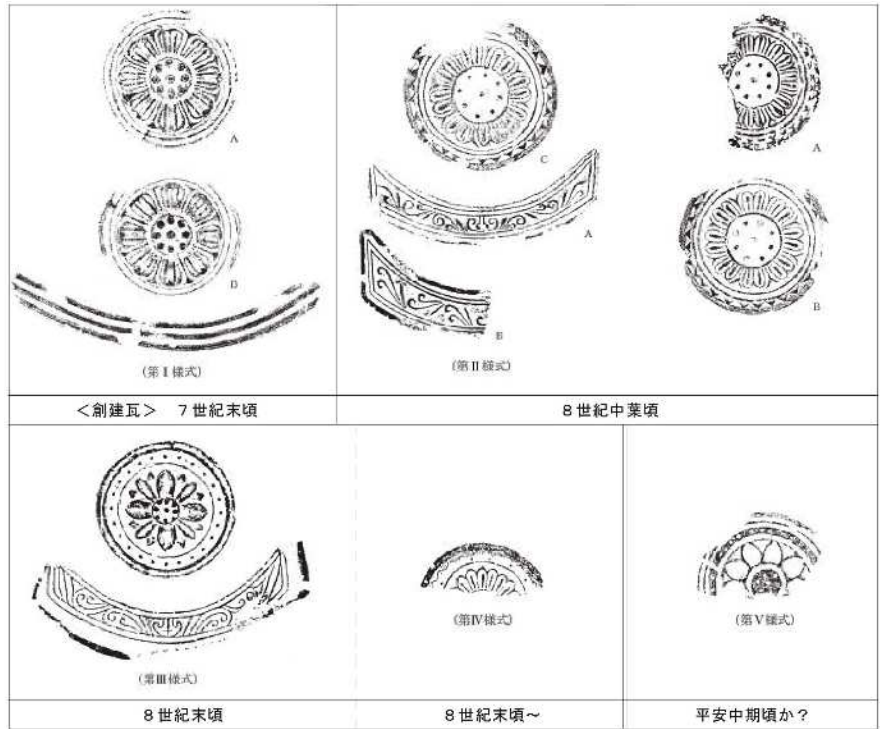 A
D
(第Ⅰ様式)
C
A
B
(第Ⅱ様式)
A
B
<創建瓦> 7世紀末頃
8世紀中葉頃
(第Ⅲ様式)
(第Ⅳ様式)
(第Ⅴ様式)
8世紀末頃
8世紀末頃~
平安中期頃か?